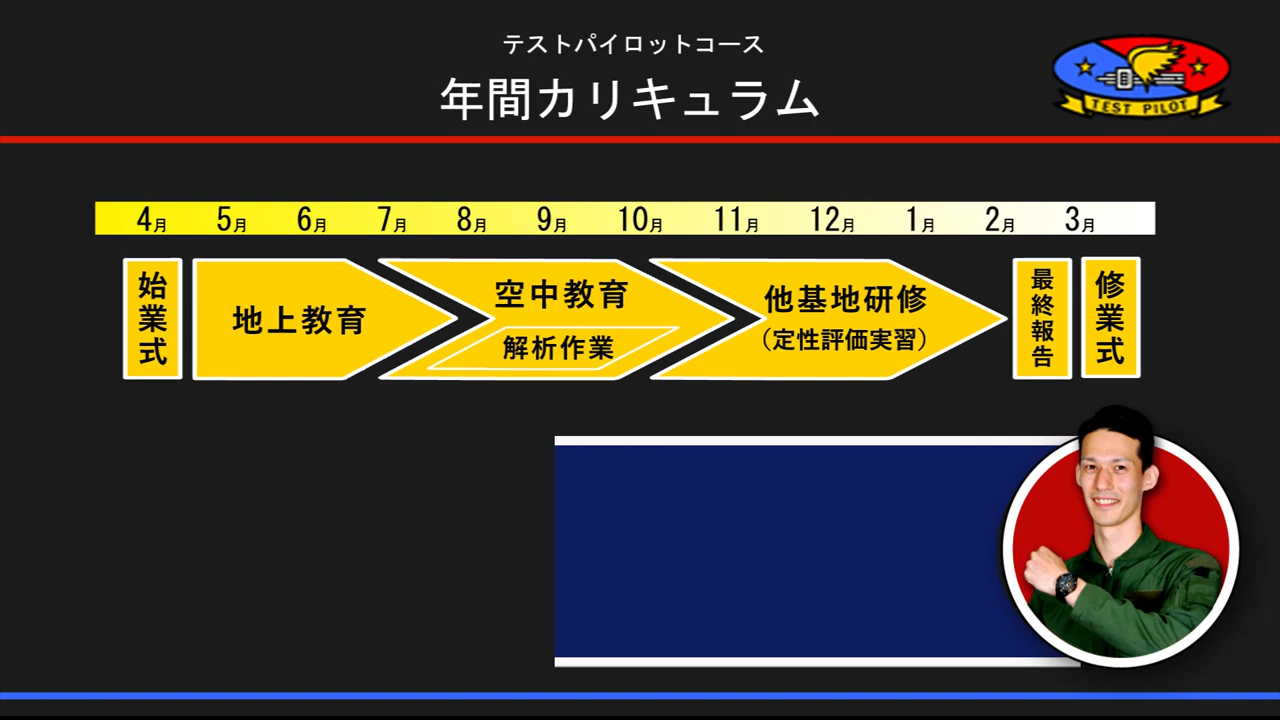 テストパイロットコース
年間カリキュラム
TEST PILOT
4月 5月 6月 7月 8月 9月 10月 11月 12月 1月 2月 3月
始業式
地上教育
空中教育
解析作業
他基地研修
（定性評価実習）
最終報告
修業式